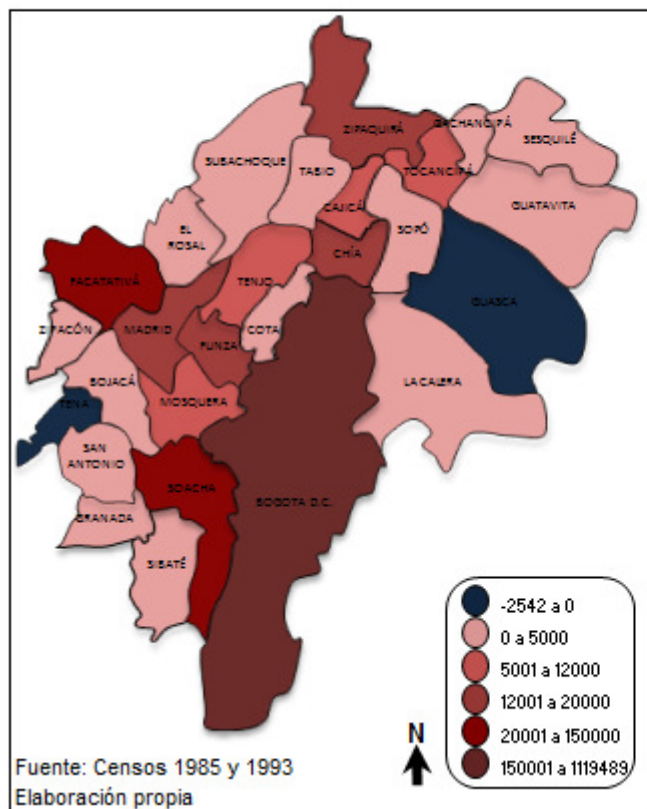 ZIPAQUIRÁ
GACHANCIPÁ
SESQUILÉ
SUBACHOQUE
TABIO
TOCANCIPÁ
CAJICÁ
GUATAVITA
SOPÓ
EL
ROSAL
CHÍA
FACATATIVÁ
TENJO
GUASCA
ZIPACÓN
MADRID
FUNZA
COTA
BOJACÁ
LA CALERA
TENA
MOSQUERA
SAN
ANTONIO
SOACHA
BOGOTA D.C.
GRANADA
SIBATÉ
-2542 a 0
0 a 5000
5001 a 12000
12001 a 20000
20001 a 150000
150001 a 1119489
N
Fuente: Censos 1985 y 1993
Elaboración propia